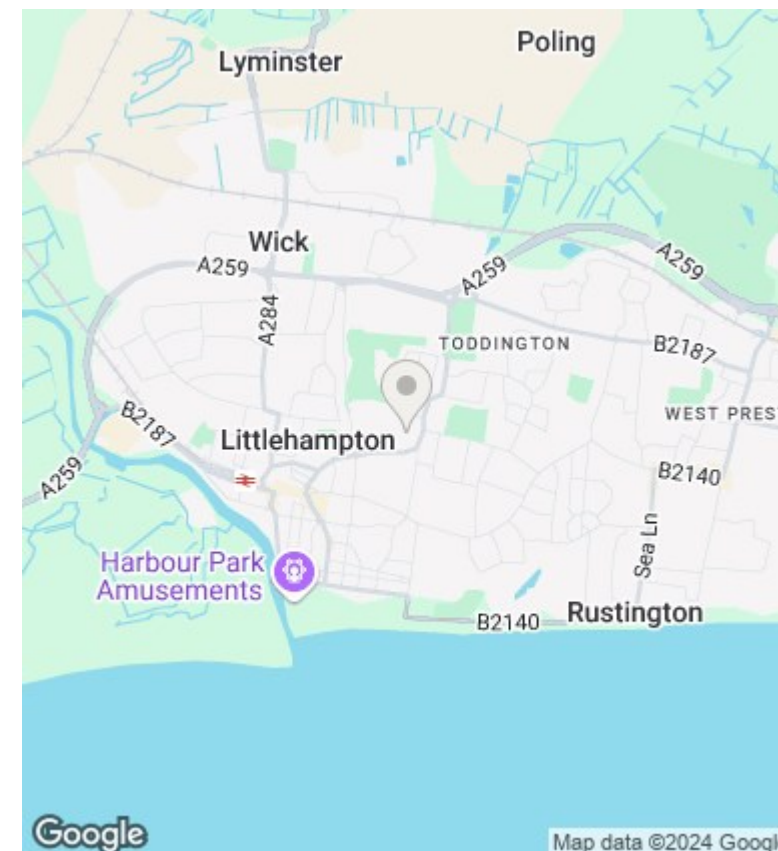 Poling
Lyminster
Wick
A259
A284
A259
A259
TODDINGTON
B2187
WEST PRES
B2187
Littlehampton
A259
B2140
Sea Ln
Harbour Park
Amusements
B2140
Rustington
Google
Map data ©2024 Googl